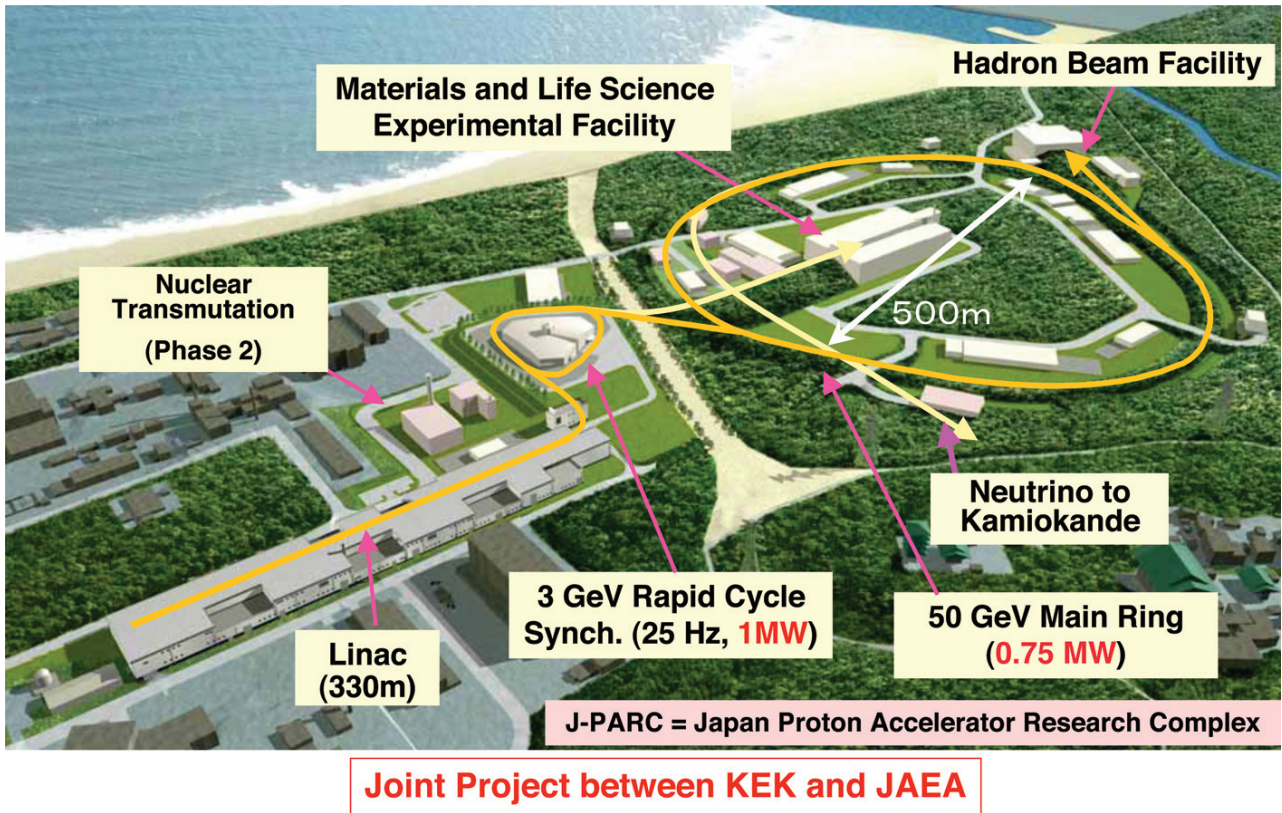 Hadron Beam Facility
Materials and Life Science
Experimental Facility
Nuclear
Transmutation
(Phase 2)
500m
Neutrino to
Kamiokande
3 GeV Rapid Cycle
Synch. (25 Hz, 1MW)
50 GeV Main Ring
(0.75 MW)
Linac
(330m)
J-PARC = Japan Proton Accelerator Research Complex
Joint Project between KEK and JAEA